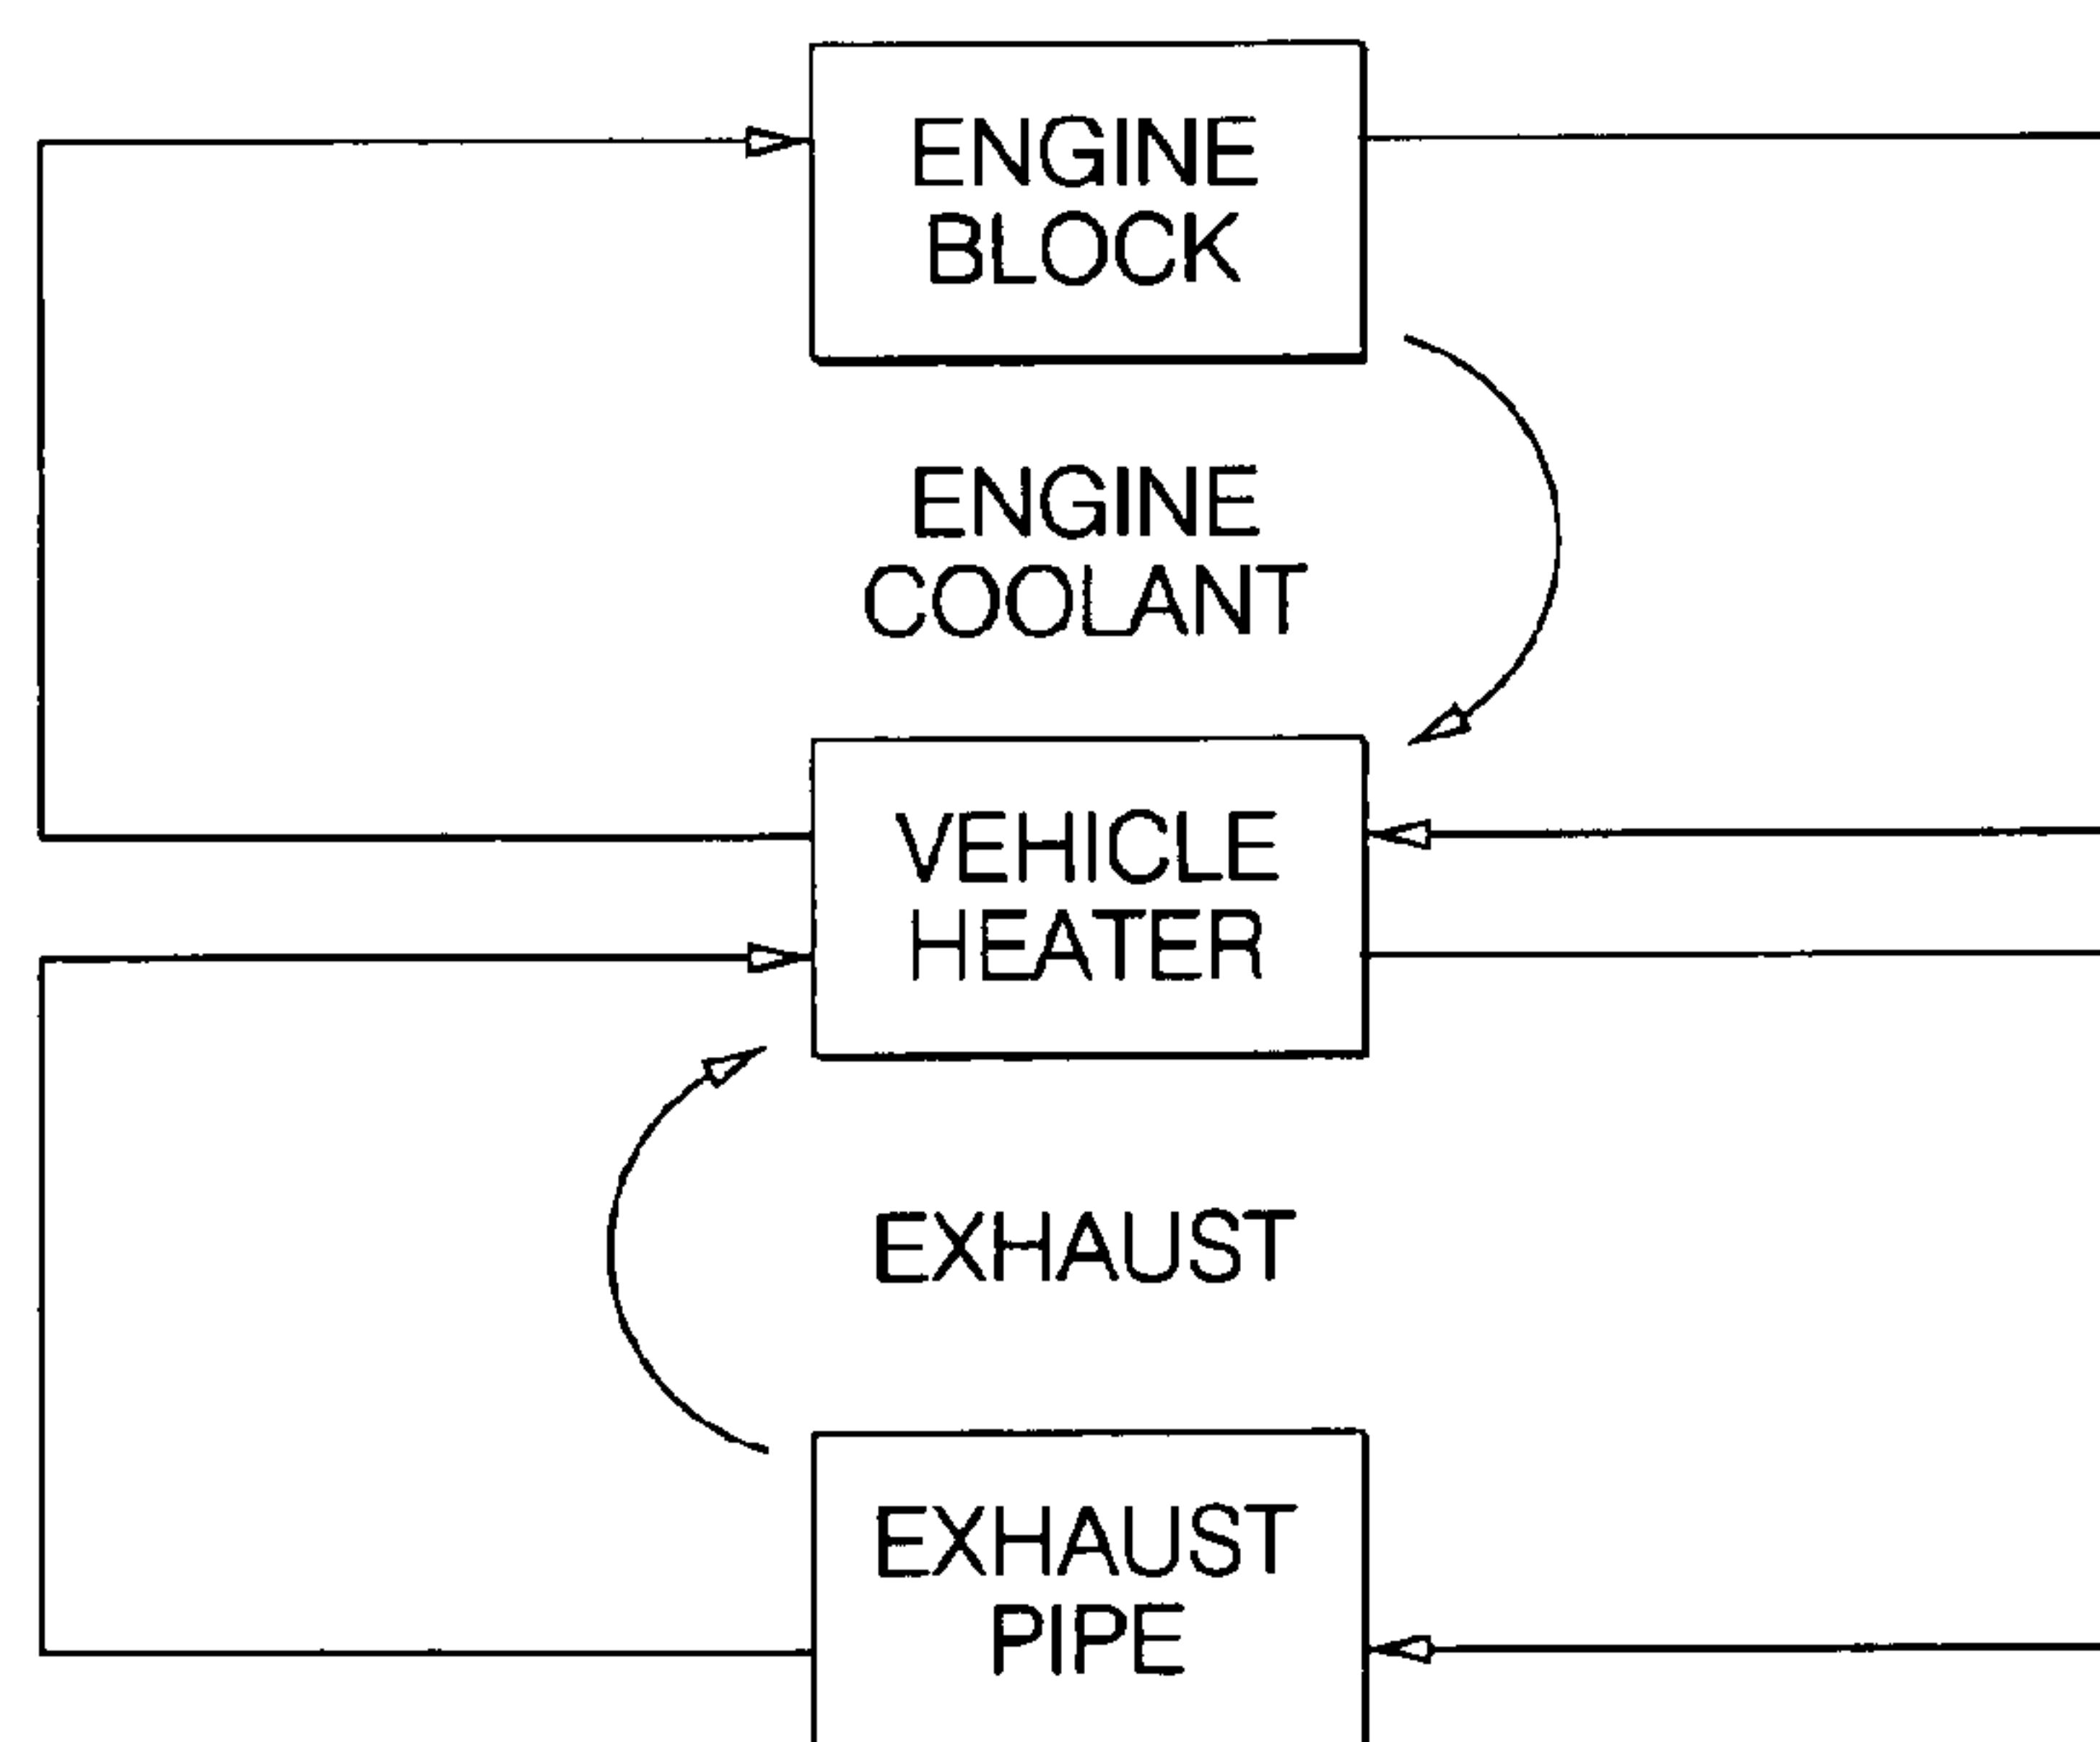 ENGINE
BLOCK
ENGINE
COOLANT
VEHICLE
HEATER
EXHAUST
EXHAUST
PIPE